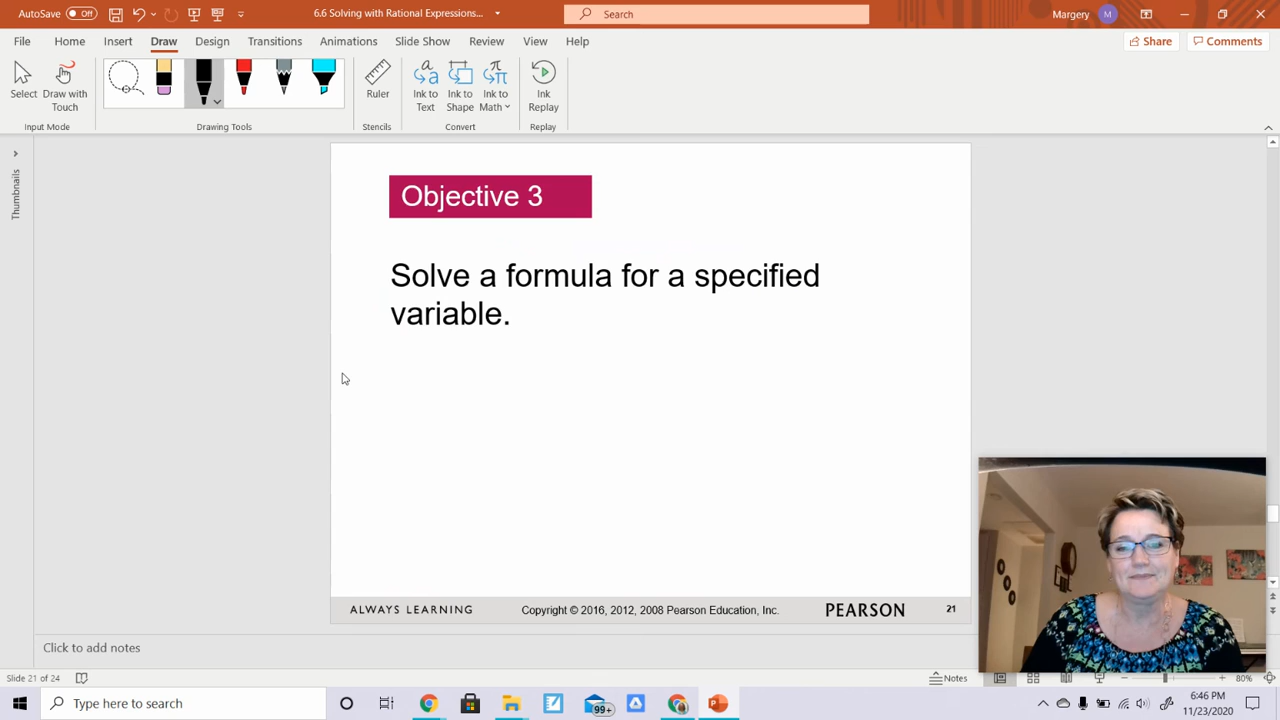 AutoSave Off
6.6 Solving with Rational Expressions...
Search
Margery M
File Home Insert Draw Design Transitions Animations Slide Show Review View Help
Share Comments
Select
Draw with Touch
Ruler
Ink to Text
Ink to Shape
Ink to Math
Ink Replay
Input Mode
Drawing Tools
Stencils
Convert
Replay
Thumbnails
Objective 3
Solve a formula for a specified
variable.
ALWAYS LEARNING Copyright © 2016, 2012, 2008 Pearson Education, Inc. PEARSON 21
Click to add notes
Slide 21 of 24
Notes
80%
Type here to search
99+
6:46 PM
11/23/2020